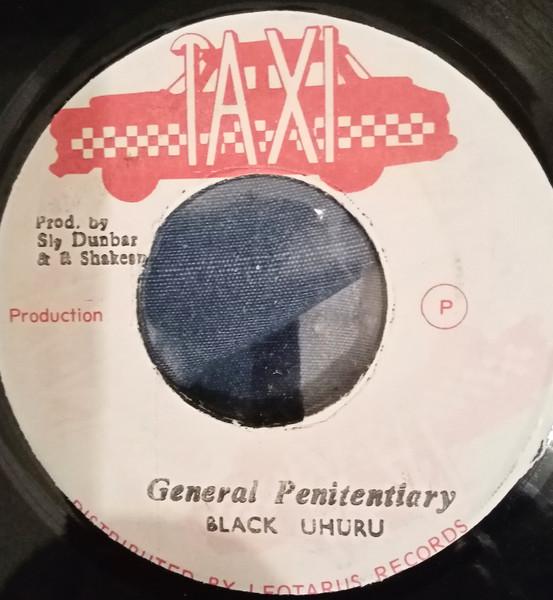 TAXI
Prod. by
Sly Dunbar
& R Shakesp
Production
P
General Penitentiary
BLACK UHURU
DISTRIBUTED BY LEOTARUS RECORDS